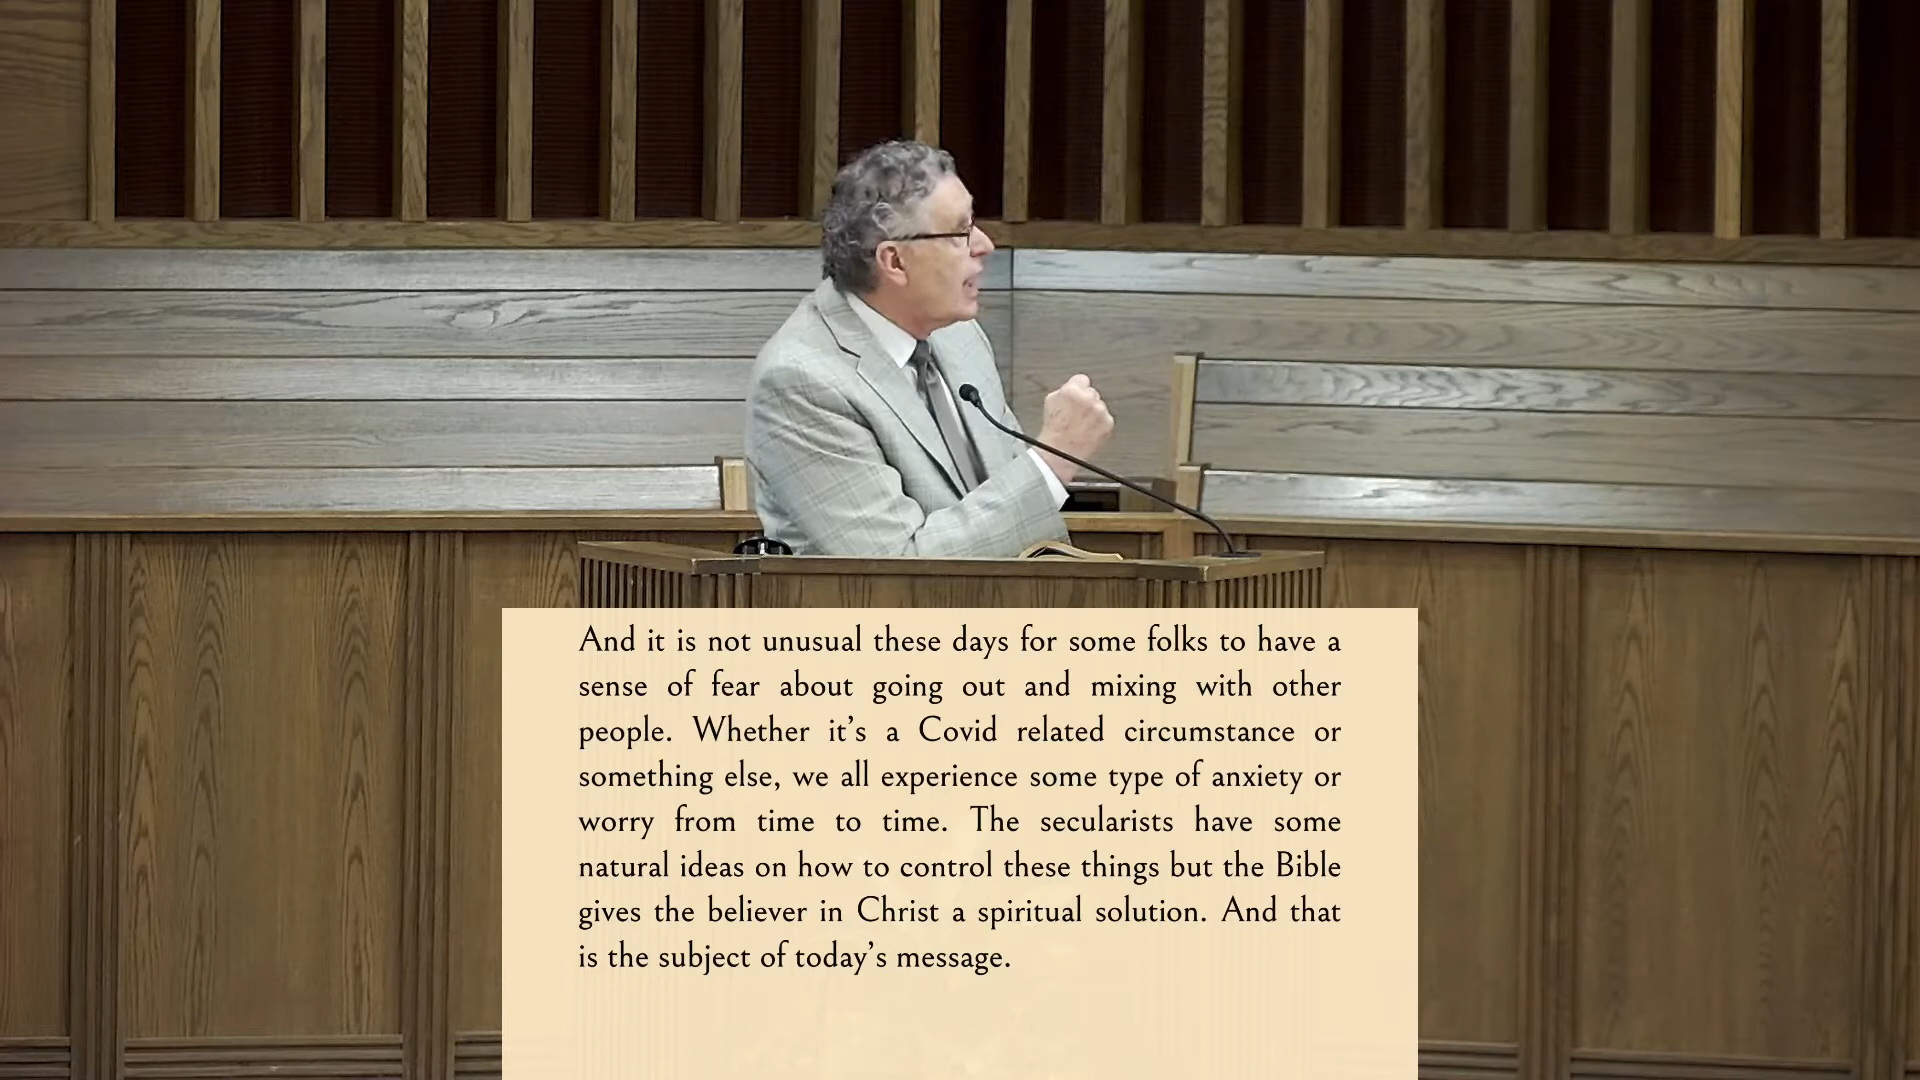 And it is not unusual these days for some folks to have a
sense of fear about going out and mixing with other
people. Whether it’s a Covid related circumstance or
something else, we all experience some type of anxiety or
worry from time to time. The secularists have some
natural ideas on how to control these things but the Bible
gives the believer in Christ a spiritual solution. And that
is the subject of today’s message.